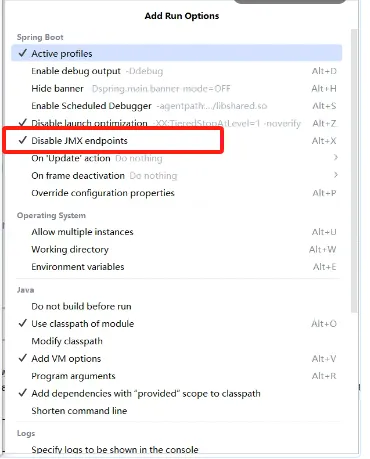 Add Run Options
Spring Boot
Active profiles
Enable debug output -Ddebug Alt+D
Hide banner -Dspring.main.banner-mode=OFF Alt+H
Enable Scheduled Debugger -agentpath:.../libshared.so Alt+S
Disable launch optimization -XX:TieredStopAtLevel=1 -noverify Alt+Z
Disable JMX endpoints Alt+X
On 'Update' action Do nothing
On frame deactivation Do nothing
Override configuration properties Alt+P
Operating System
Allow multiple instances Alt+U
Working directory Alt+W
Environment variables Alt+E
Java
Do not build before run
Use classpath of module Alt+O
Modify classpath
Add VM options Alt+V
Program arguments Alt+R
Add dependencies with "provided" scope to classpath
Shorten command line
Logs
Specify logs to be shown in the console